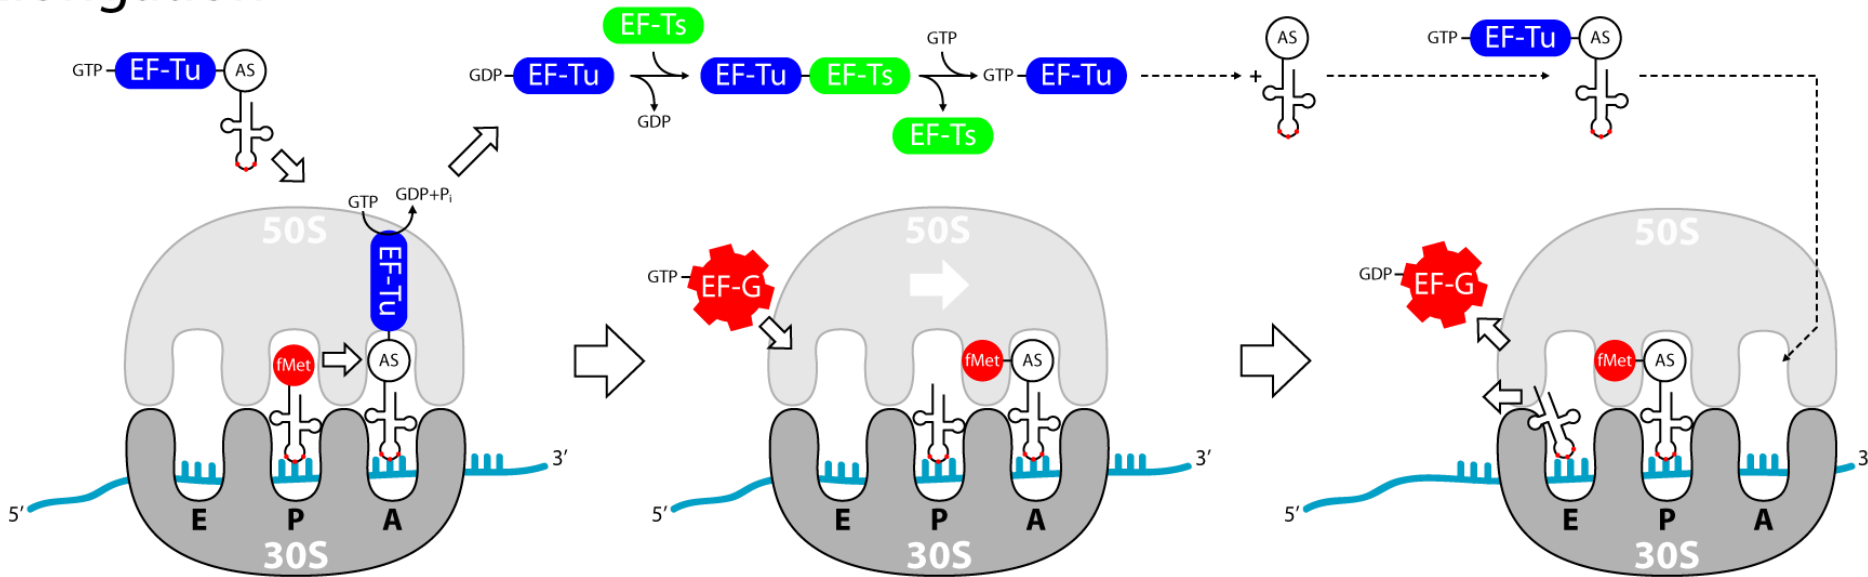 EF-Ts
GTP EF-Tu AS
GDP EF-Tu
EF-Tu EF-Ts
GTP
GTP EF-Tu
+
AS
GTP EF-Tu AS
GDP
EF-Ts
GTP
GDP+Pi
50S
EF-Tu
fMet
AS
5′
3′
E P A
30S
GTP EF-G
50S
fMet
AS
5′
3′
E P A
30S
GDP EF-G
50S
fMet
AS
5′
3
E P A
30S